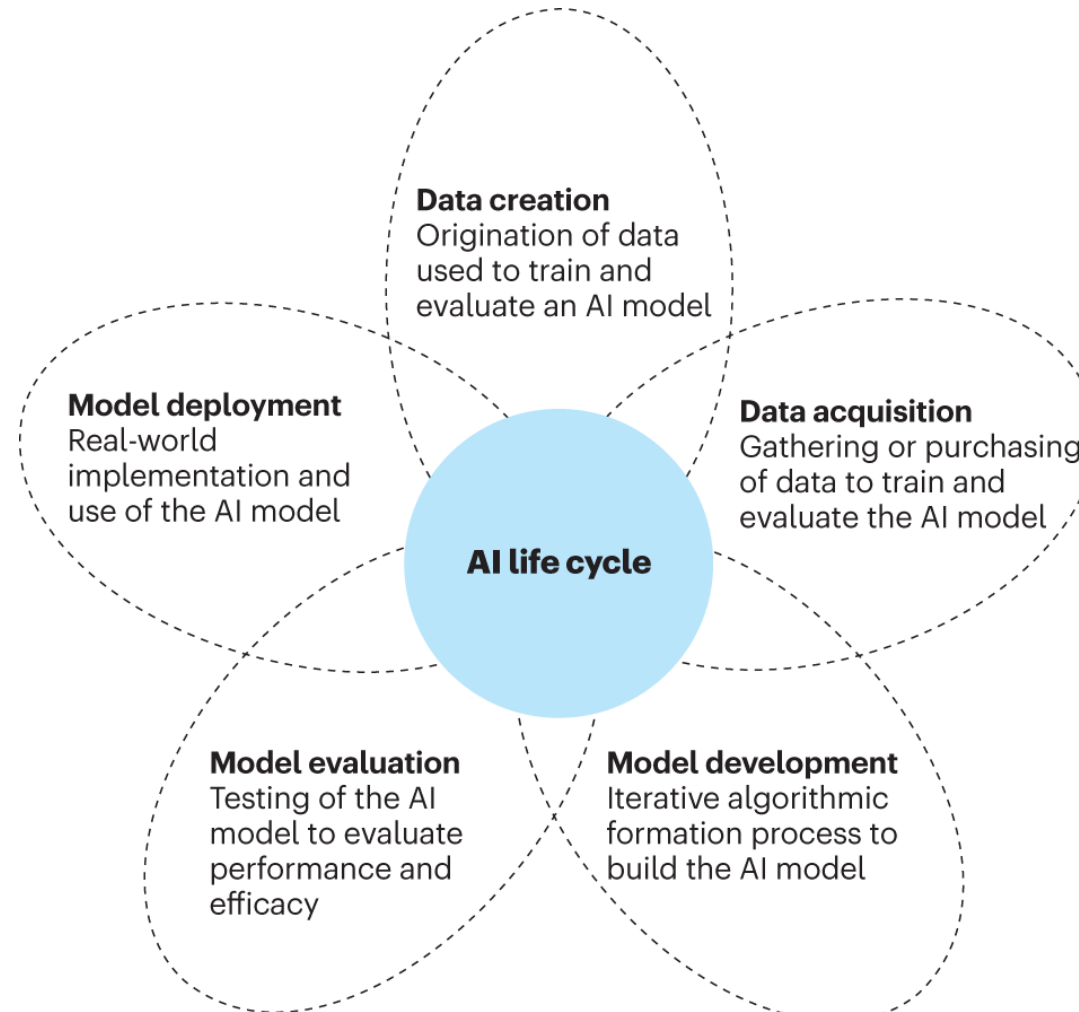 Data creation
Origination of data
used to train and
evaluate an AI model
Data acquisition
Gathering or purchasing
of data to train and
evaluate the AI model
Model development
Iterative algorithmic
formation process to
build the AI model
Model evaluation
Testing of the AI
model to evaluate
performance and
efficacy
Model deployment
Real-world
implementation and
use of the AI model
AI life cycle